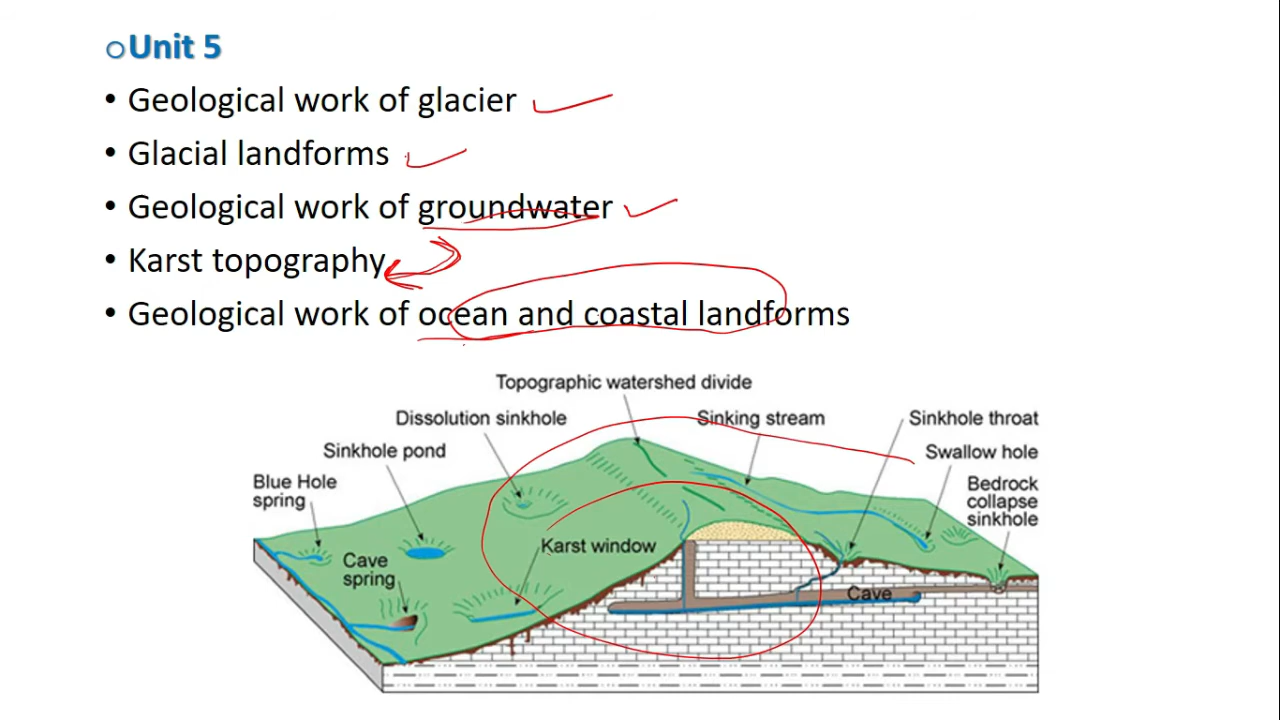 Unit 5
• Geological work of glacier
• Glacial landforms
• Geological work of groundwater
• Karst topography
• Geological work of ocean and coastal landforms
Topographic watershed divide
Dissolution sinkhole
Sinking stream
Sinkhole throat
Sinkhole pond
Swallow hole
Blue Hole
spring
Bedrock
collapse
sinkhole
Karst window
Cave
spring
Cave